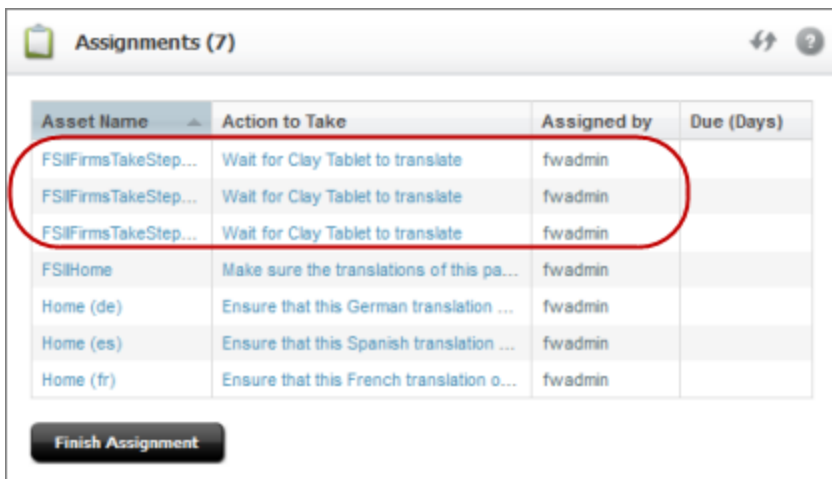 Assignments (7)
Asset Name Action to Take Assigned by Due (Days)
FSIIFirmsTakeStep... Wait for Clay Tablet to translate fwadmin
FSIIFirmsTakeStep... Wait for Clay Tablet to translate fwadmin
FSIIFirmsTakeStep... Wait for Clay Tablet to translate fwadmin
FSIIHome Make sure the translations of this pa... fwadmin
Home (de) Ensure that this German translation ... fwadmin
Home (es) Ensure that this Spanish translation ... fwadmin
Home (fr) Ensure that this French translation o... fwadmin
Finish Assignment